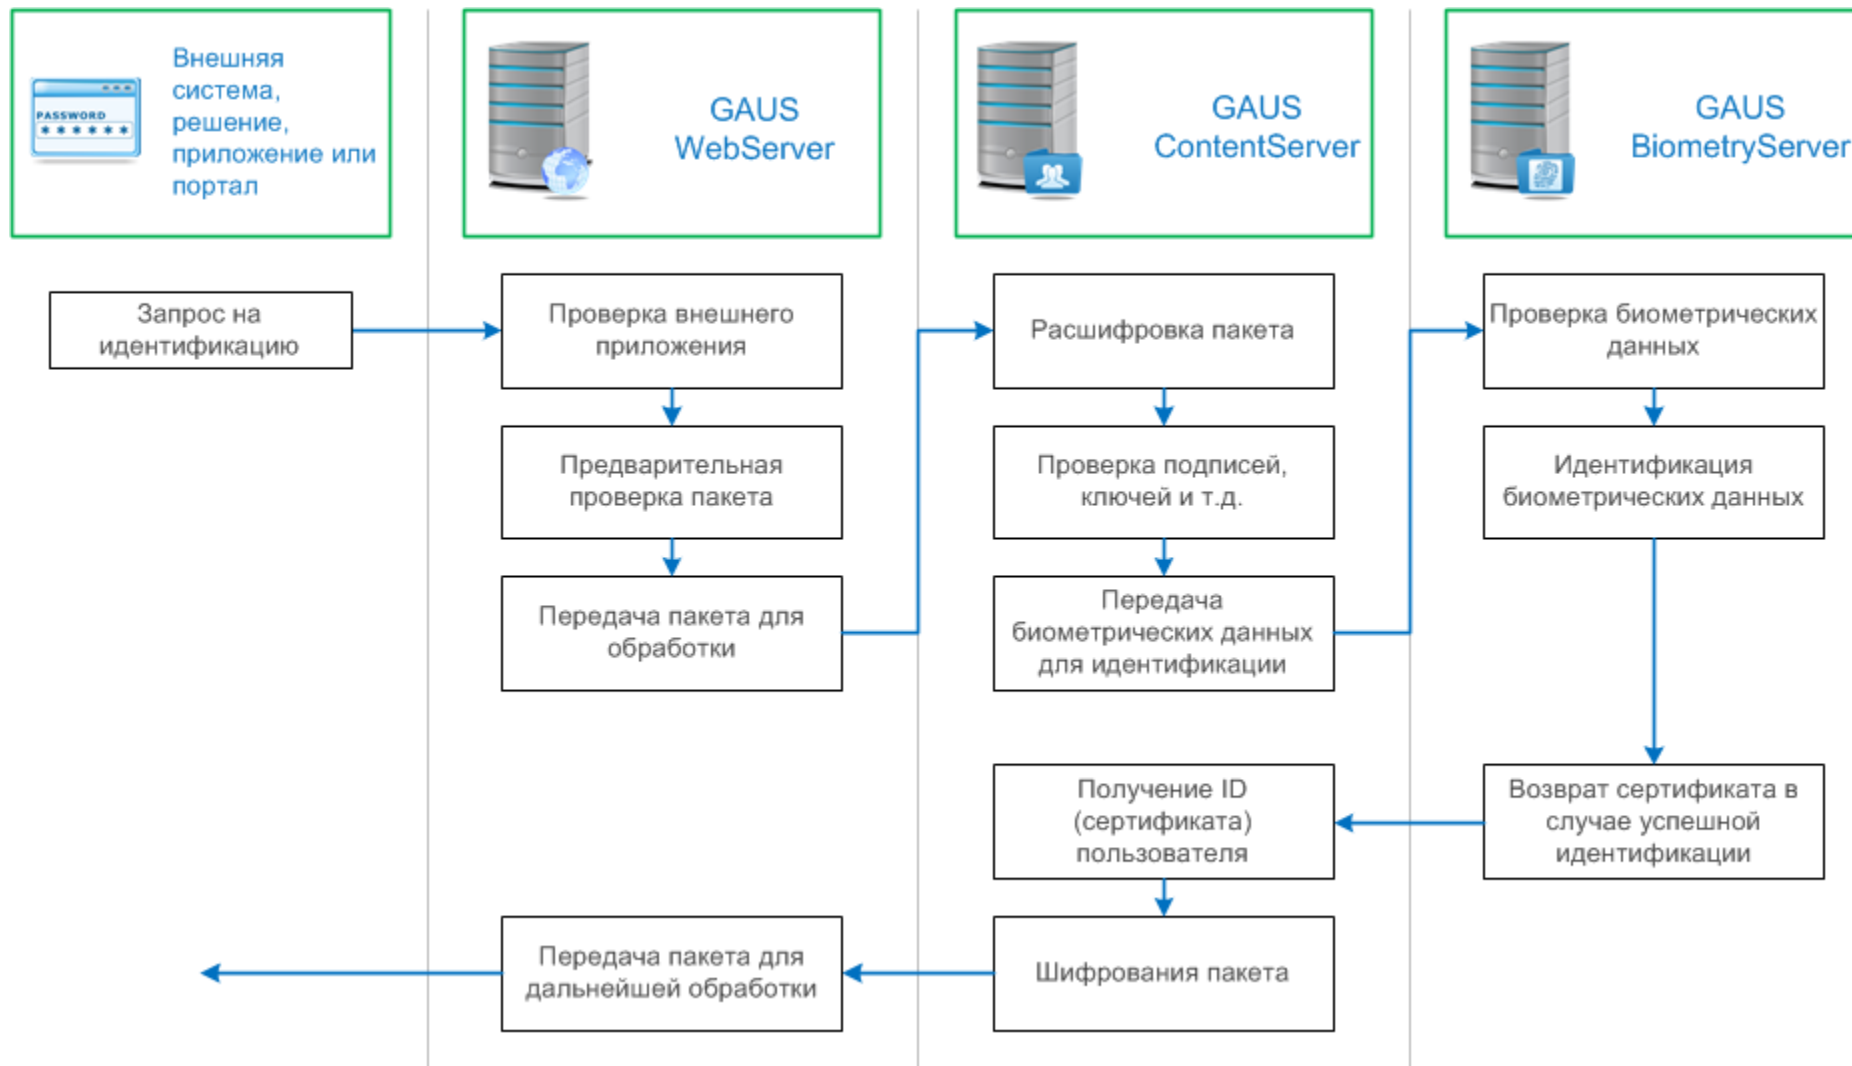 Внешняя
система,
решение,
приложение или
портал
PASSWORD
******
GAUS
WebServer
GAUS
ContentServer
GAUS
BiometryServer
Запрос на
идентификацию
Проверка внешнего
приложения
Предварительная
проверка пакета
Передача пакета для
обработки
Расшифровка пакета
Проверка подписей,
ключей и т.д.
Передача
биометрических данных
для идентификации
Проверка биометрических
данных
Идентификация
биометрических данных
Возврат сертификата в
случае успешной
идентификации
Получение ID
(сертификата)
пользователя
Шифрования пакета
Передача пакета для
дальнейшей обработки